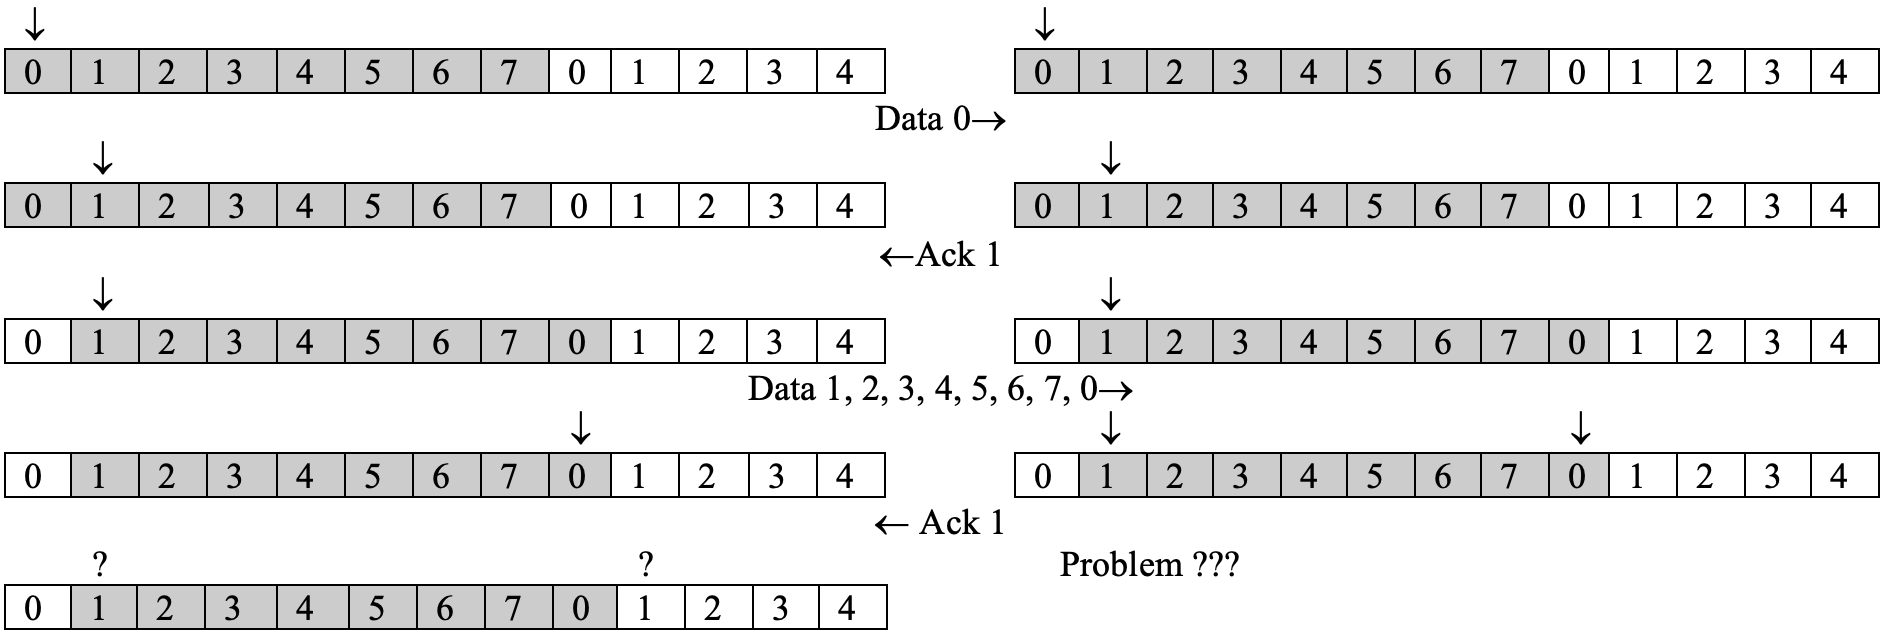 ↓ ↓
0 1 2 3 4 5 6 7 0 1 2 3 4 0 1 2 3 4 5 6 7 0 1 2 3 4
Data 0→
↓ ↓
0 1 2 3 4 5 6 7 0 1 2 3 4 0 1 2 3 4 5 6 7 0 1 2 3 4
←Ack 1
↓ ↓
0 1 2 3 4 5 6 7 0 1 2 3 4 0 1 2 3 4 5 6 7 0 1 2 3 4
Data 1, 2, 3, 4, 5, 6, 7, 0→
↓ ↓ ↓
0 1 2 3 4 5 6 7 0 1 2 3 4 0 1 2 3 4 5 6 7 0 1 2 3 4
← Ack 1
? ? Problem ???
0 1 2 3 4 5 6 7 0 1 2 3 4